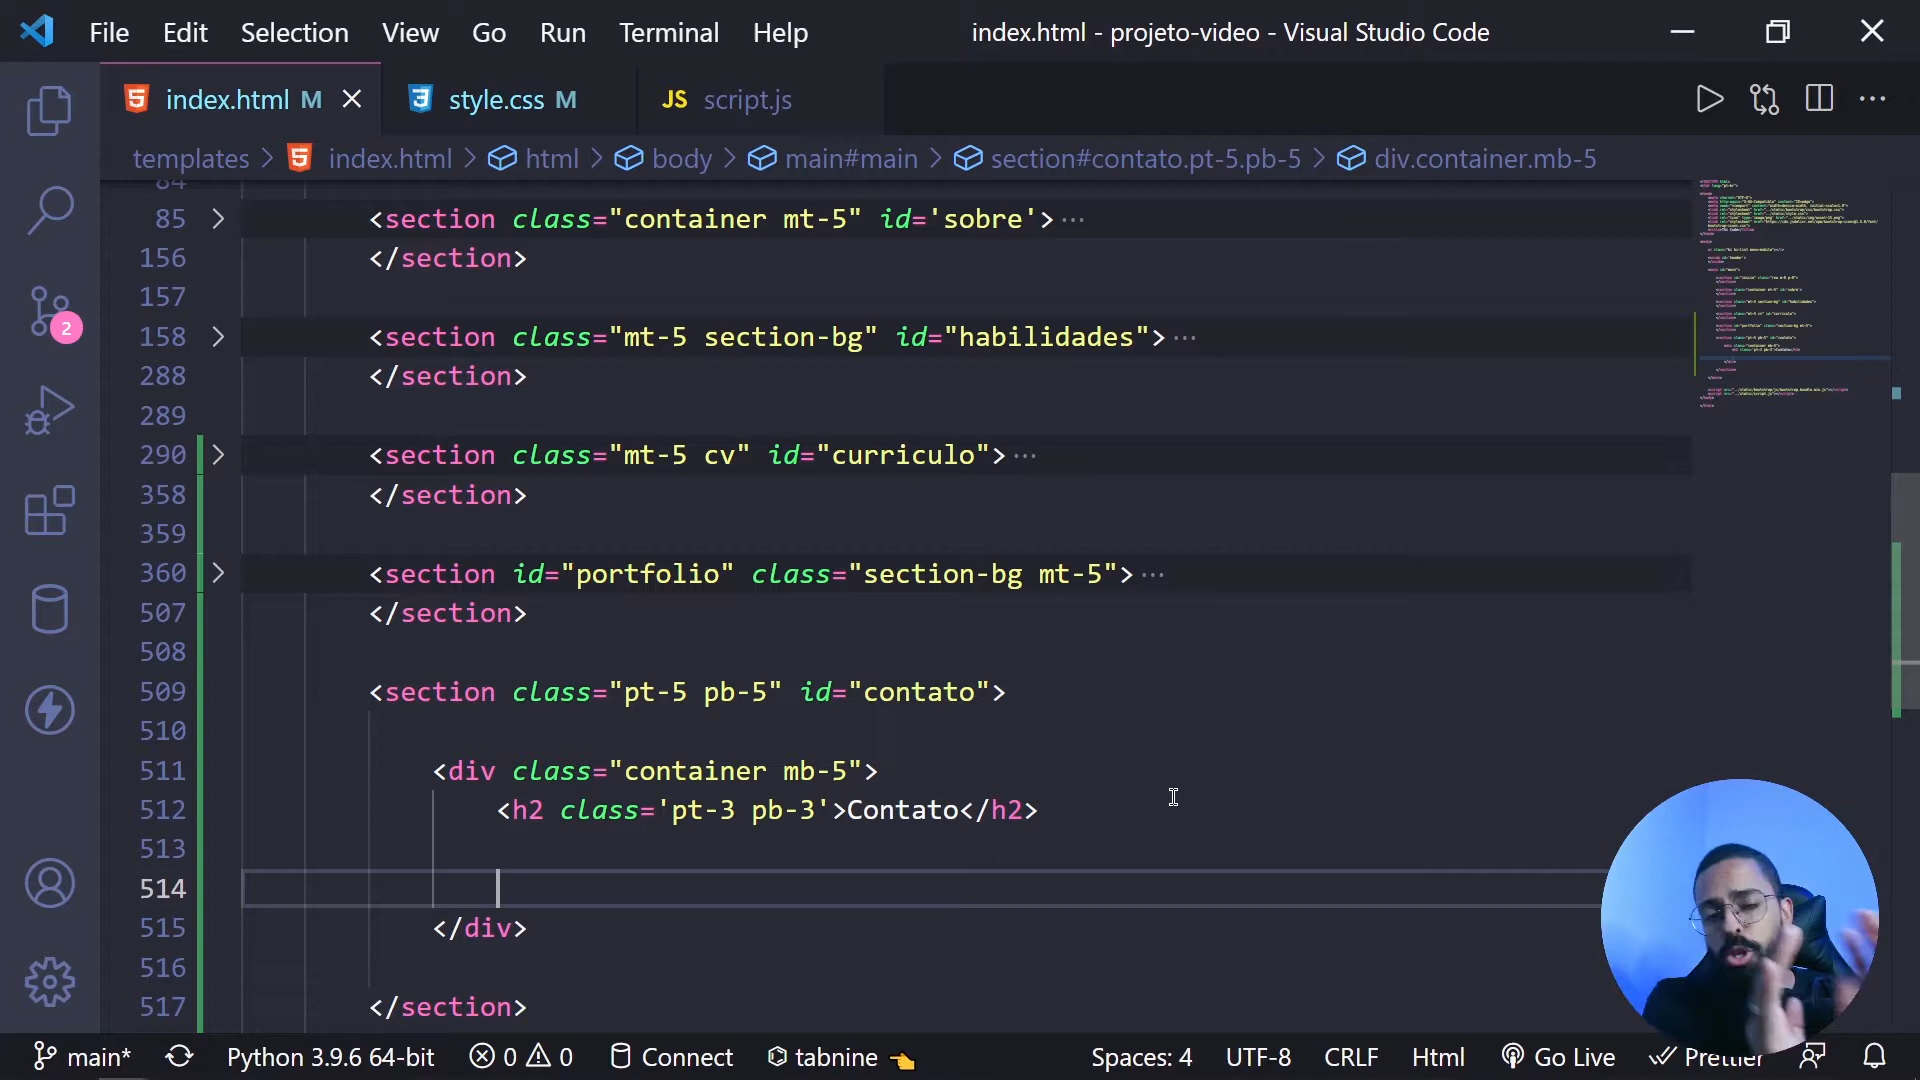 File Edit Selection View Go Run Terminal Help index.html - projeto-video - Visual Studio Code
index.html M style.css M JS script.js
templates > index.html > html > body > main#main > section#contato.pt-5.pb-5 > div.container.mb-5
84
85 <section class="container mt-5" id='sobre'>···
156 </section>
157
158 <section class="mt-5 section-bg" id="habilidades">···
288 </section>
289
290 <section class="mt-5 cv" id="curriculo">···
358 </section>
359
360 <section id="portfolio" class="section-bg mt-5">···
507 </section>
508
509 <section class="pt-5 pb-5" id="contato">
510
511 <div class="container mb-5">
512 <h2 class='pt-3 pb-3'>Contato</h2>
513
514
515 </div>
516
517 </section>
2
main* Python 3.9.6 64-bit 0 0 Connect tabnine Spaces: 4 UTF-8 CRLF Html Go Live Prettier